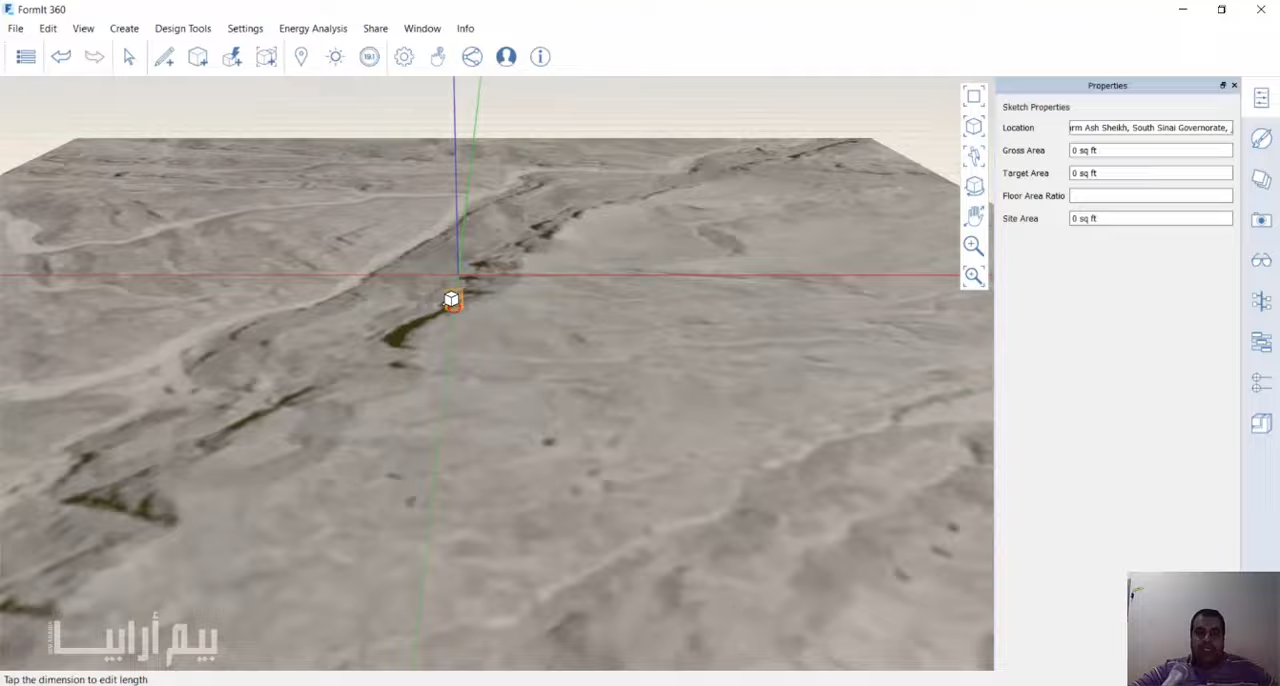 FormIt 360
File Edit View Create Design Tools Settings Energy Analysis Share Window Info
Properties
Sketch Properties
Location rm Ash Sheikh, South Sinai Governorate,
Gross Area 0 sq ft
Target Area 0 sq ft
Floor Area Ratio
Site Area 0 sq ft
بيم أرابيا
Tap the dimension to edit length